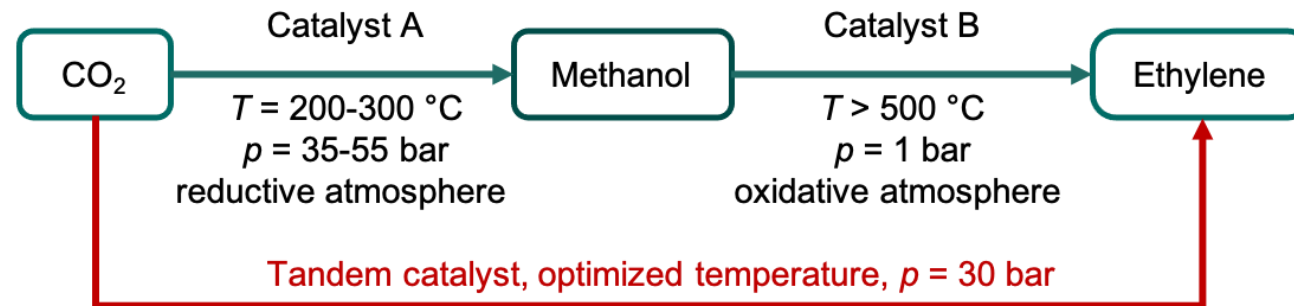 Catalyst A
Catalyst B
CO₂
Methanol
Ethylene
T = 200-300 °C
p = 35-55 bar
reductive atmosphere
T > 500 °C
p = 1 bar
oxidative atmosphere
Tandem catalyst, optimized temperature, p = 30 bar